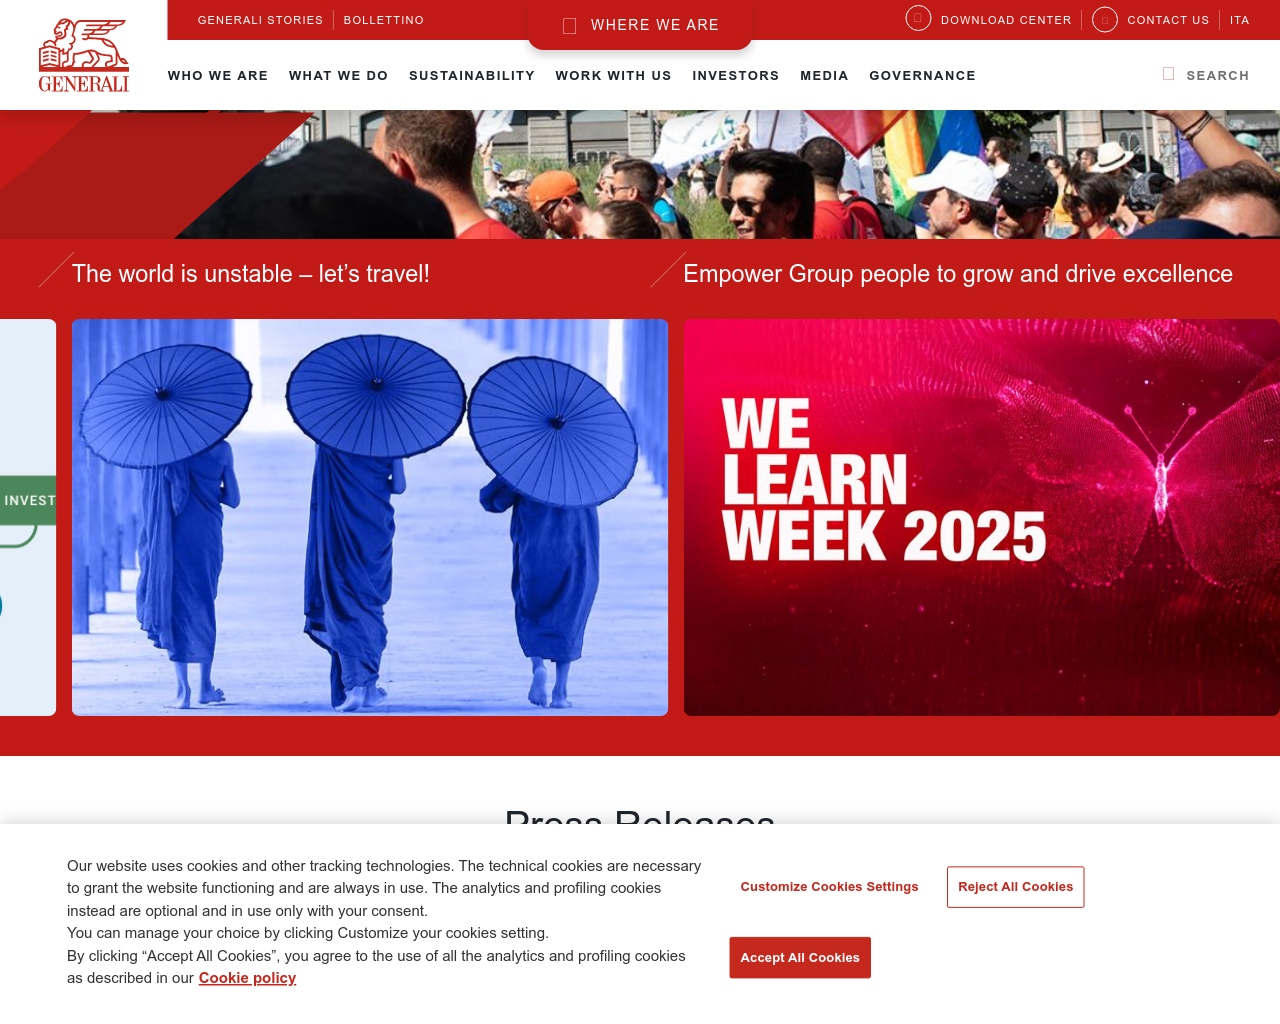 GENERALI STORIES
BOLLETTINO
WHERE WE ARE
DOWNLOAD CENTER
CONTACT US
ITA
GENERALI
WHO WE ARE
WHAT WE DO
SUSTAINABILITY
WORK WITH US
INVESTORS
MEDIA
GOVERNANCE
SEARCH
The world is unstable – let’s travel!
Empower Group people to grow and drive excellence
INVEST
WE
LEARN
WEEK 2025
Press Releases
Our website uses cookies and other tracking technologies. The technical cookies are necessary
to grant the website functioning and are always in use. The analytics and profiling cookies
instead are optional and in use only with your consent.
You can manage your choice by clicking Customize your cookies setting.
By clicking “Accept All Cookies”, you agree to the use of all the analytics and profiling cookies
as described in our Cookie policy
Customize Cookies Settings
Reject All Cookies
Accept All Cookies